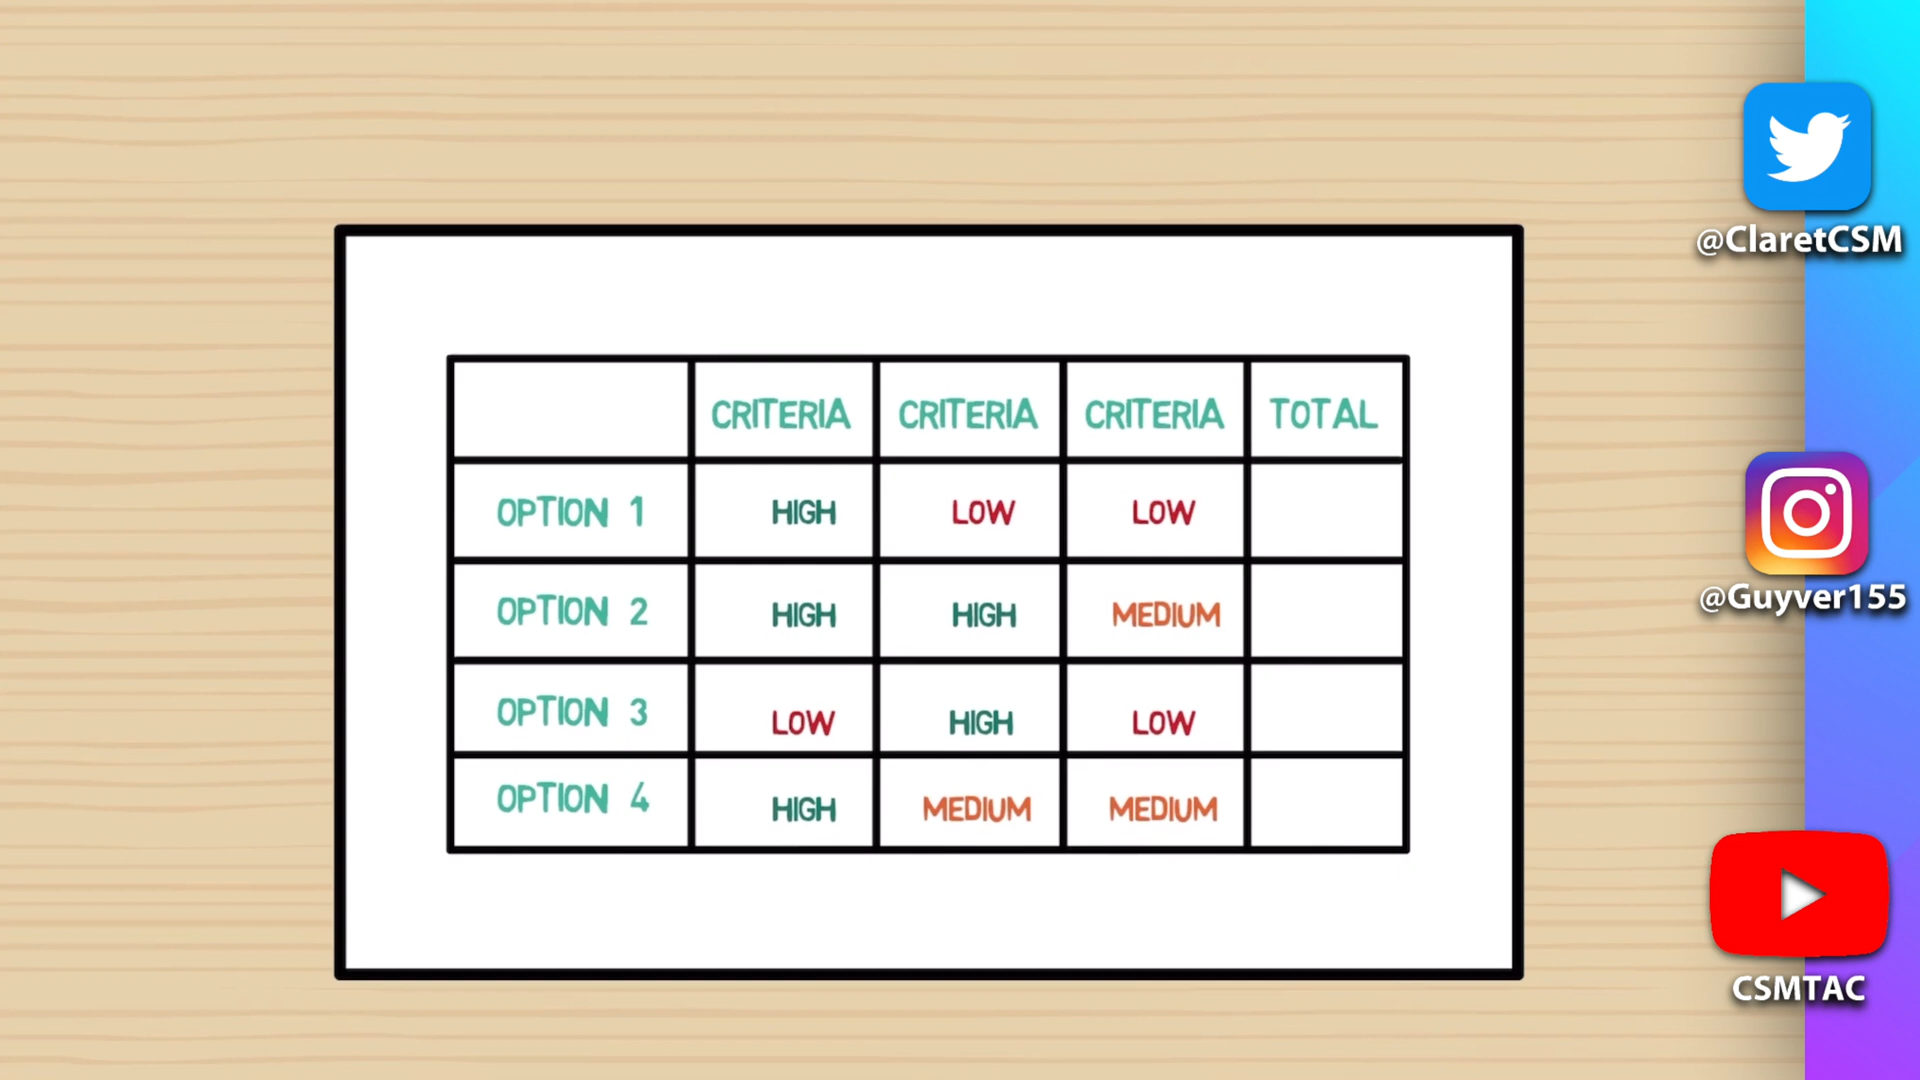 CRITERIA CRITERIA CRITERIA TOTAL
OPTION 1 HIGH LOW LOW
OPTION 2 HIGH HIGH MEDIUM
OPTION 3 LOW HIGH LOW
OPTION 4 HIGH MEDIUM MEDIUM
@ClaretCSM
@Guyver155
CSMTAC